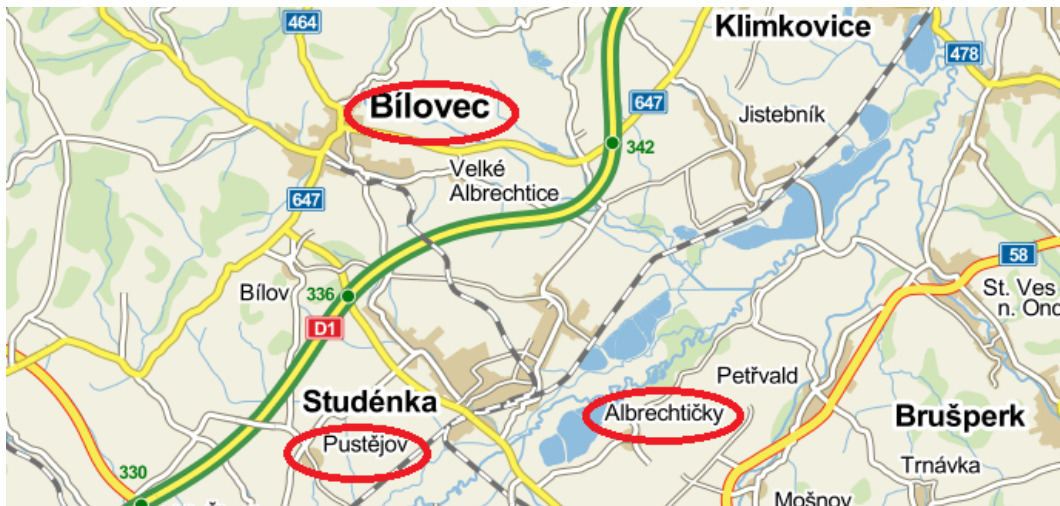 464
Klimkovice
478
Bílovec
647
Jistebník
342
Velké
Albrechtice
647
58
Bílov
336
St. Ves
n. Ond
D1
Petřvald
Studénka
Albrechtičky
Brušperk
Pustějov
330
Trnávka
Mošnov